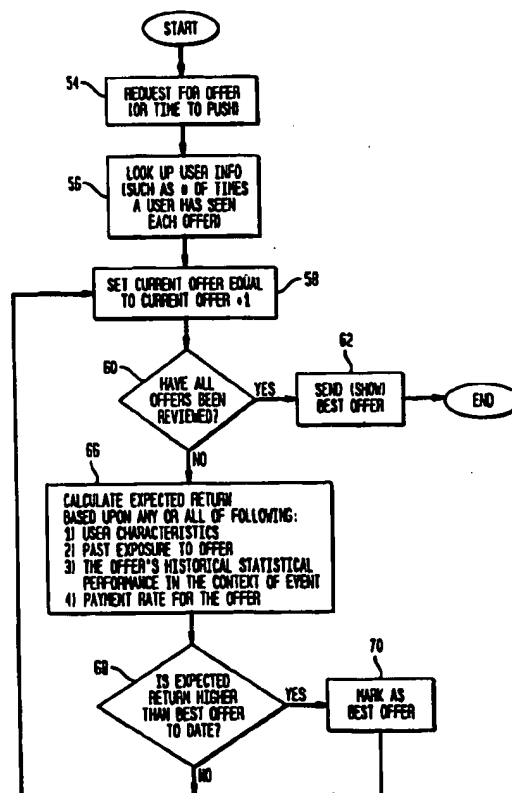 START
54
REQUEST FOR OFFER
(OR TIME TO PUSH)
56
LOOK UP USER INFO
(SUCH AS # OF TIMES
A USER HAS SEEN
EACH OFFER)
58
SET CURRENT OFFER EQUAL
TO CURRENT OFFER +1
60
HAVE ALL
OFFERS BEEN
REVIEWED?
YES
62
SEND (SHOW)
BEST OFFER
END
NO
66
CALCULATE EXPECTED RETURN
BASED UPON ANY OR ALL OF FOLLOWING:
1) USER CHARACTERISTICS
2) PAST EXPOSURE TO OFFER
3) THE OFFER'S HISTORICAL STATISTICAL
PERFORMANCE IN THE CONTEXT OF EVENT
4) PAYMENT RATE FOR THE OFFER
68
IS EXPECTED
RETURN HIGHER
THAN BEST OFFER
TO DATE?
YES
70
MARK AS
BEST OFFER
NO